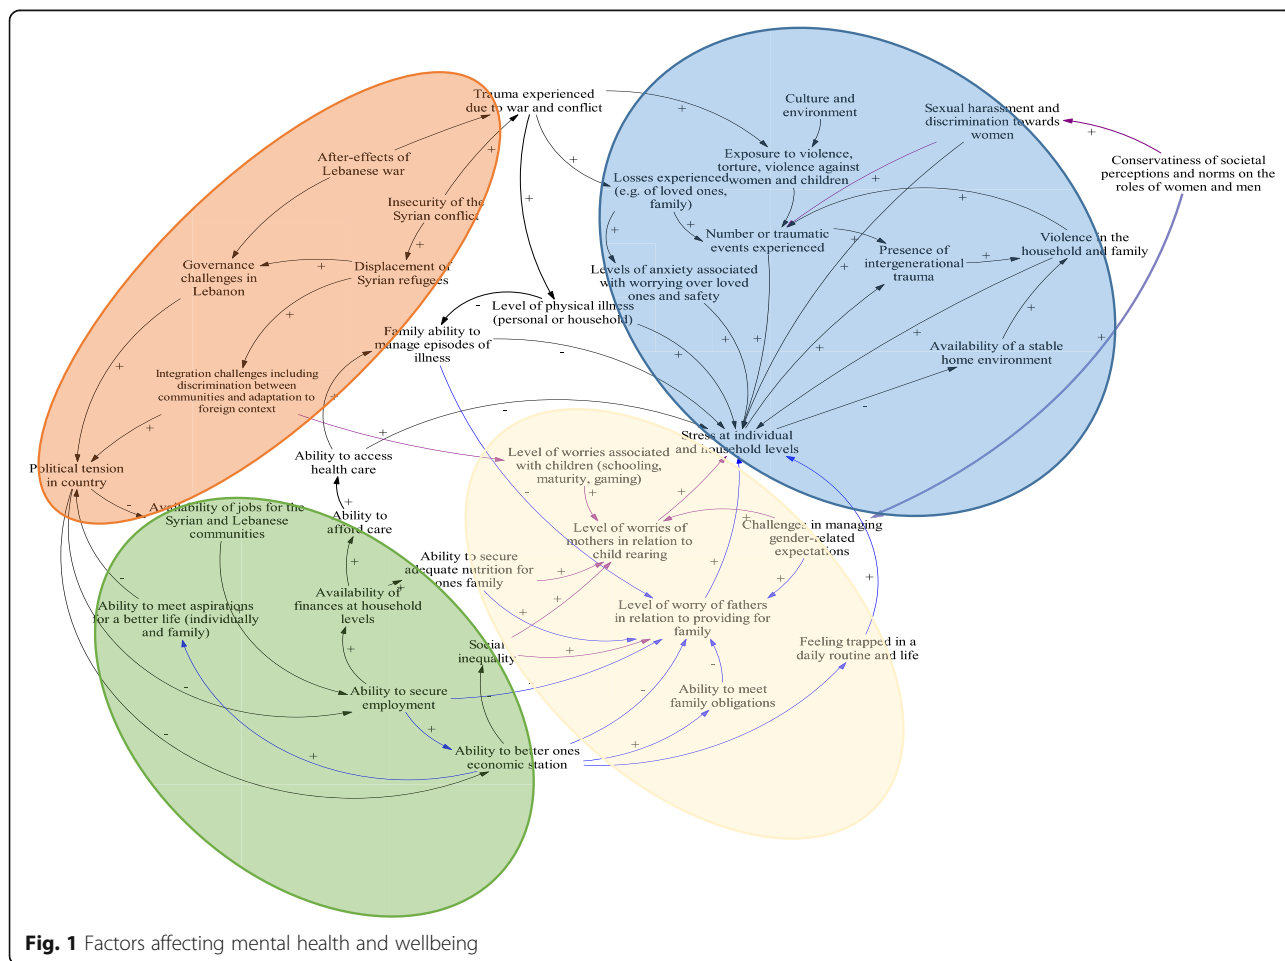 Trauma experienced
due to war and conflict
Culture and
environment
Sexual harassment and
discrimination towards
women
Conservatiness of societal
perceptions and norms on the
roles of women and men
After-effects of
Lebanese war
Exposure to violence,
torture, violence against
women and children
Losses experienced
(e.g. of loved ones,
family)
Insecurity of the
Syrian conflict
Number or traumatic
events experienced
Presence of
intergenerational
trauma
Violence in the
household and family
Governance
challenges in
Lebanon
Displacement of
Syrian refugees
Levels of anxiety associated
with worrying over loved
ones and safety
Level of physical illness
(personal or household)
Family ability to
manage episodes of
illness
Availability of a stable
home environment
Integration challenges including
discrimination between
communities and adaptation to
foreign context
Stress at individual
and household levels
Political tension
in country
Ability to access
health care
Level of worries associated
with children (schooling,
maturity, gaming)
Availability of jobs for the
Syrian and Lebanese
communities
Ability to
afford care
Level of worries of
mothers in relation to
child rearing
Challenges in managing
gender-related
expectations
Ability to secure
adequate nutrition for
ones family
Ability to meet aspirations
for a better life (individually
and family)
Availability of
finances at household
levels
Level of worry of fathers
in relation to providing for
family
Social
inequality
Feeling trapped in a
daily routine and life
Ability to secure
employment
Ability to meet
family obligations
Ability to better ones
economic station
Fig. 1 Factors affecting mental health and wellbeing